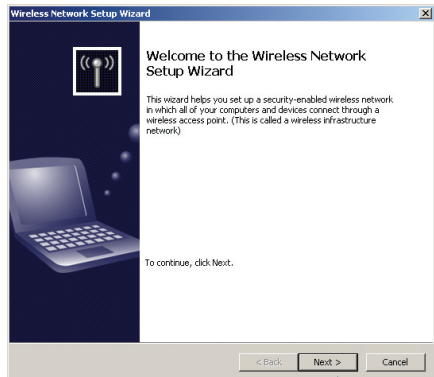 Wireless Network Setup Wizard
Welcome to the Wireless Network
Setup Wizard
This wizard helps you set up a security-enabled wireless network
in which all of your computers and devices connect through a
wireless access point. (This is called a wireless infrastructure
network)
To continue, click Next.
< Back
Next >
Cancel